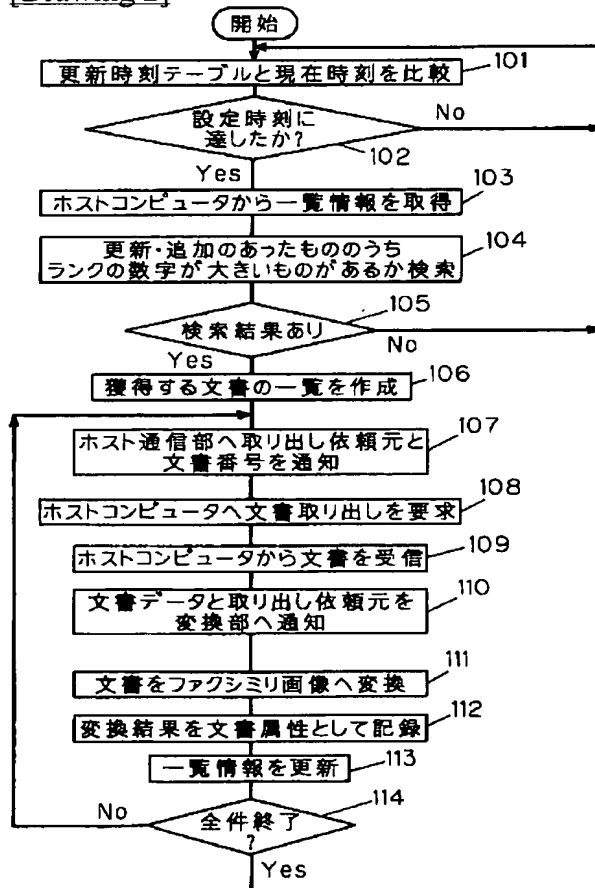 開始
更新時刻テーブルと現在時刻を比較
101
設定時刻に
達したか?
102
No
Yes
ホストコンピュータから一覧情報を取得
103
更新・追加のあったもののうち
ランクの数字が大きいものがあるか検索
104
検索結果あり
105
No
Yes
獲得する文書の一覧を作成
106
ホスト通信部へ取り出し依頼元と
文書番号を通知
107
ホストコンピュータへ文書取り出しを要求
108
ホストコンピュータから文書を受信
109
文書データと取り出し依頼元を
変換部へ通知
110
文書をファクシミリ画像へ変換
111
変換結果を文書属性として記録
112
一覧情報を更新
113
全件終了
?
114
No
Yes